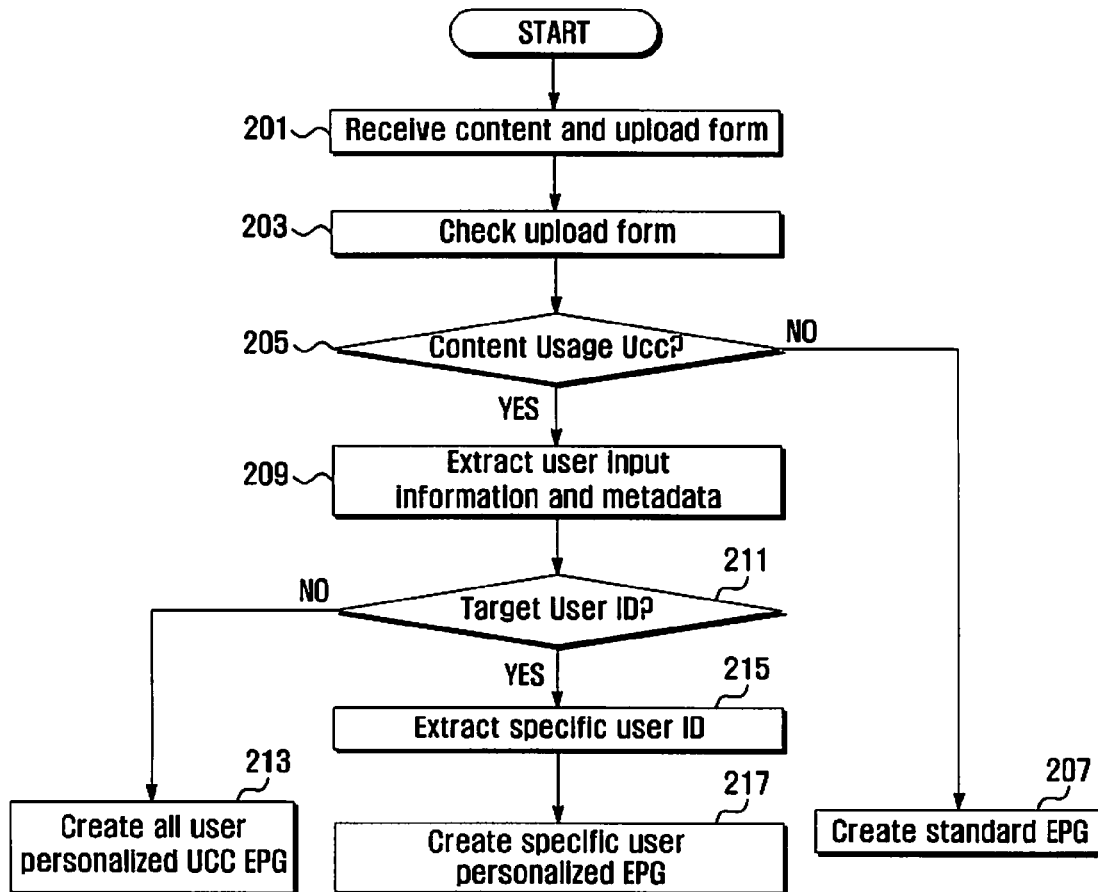 START
201
Receive content and upload form
203
Check upload form
205
Content Usage Ucc?
NO
YES
209
Extract user input
information and metadata
211
NO
Target User ID?
YES
215
Extract specific user ID
213
Create all user
personalized UCC EPG
217
Create specific user
personalized EPG
207
Create standard EPG